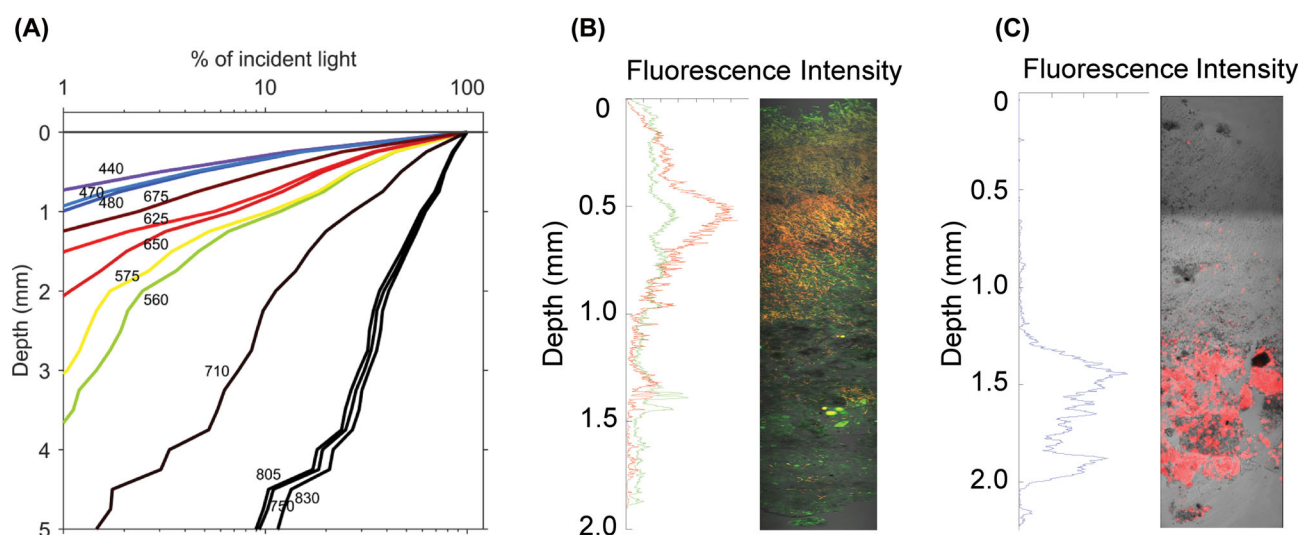 (A)
% of incident light
1 10 100
0
1
2
3
4
5
Depth (mm)
440
470
480
675
625
650
575
560
710
805
750
830
(B)
Fluorescence Intensity
0
0.5
1.0
1.5
2.0
Depth (mm)
(C)
Fluorescence Intensity
0
0.5
1.0
1.5
2.0
Depth (mm)